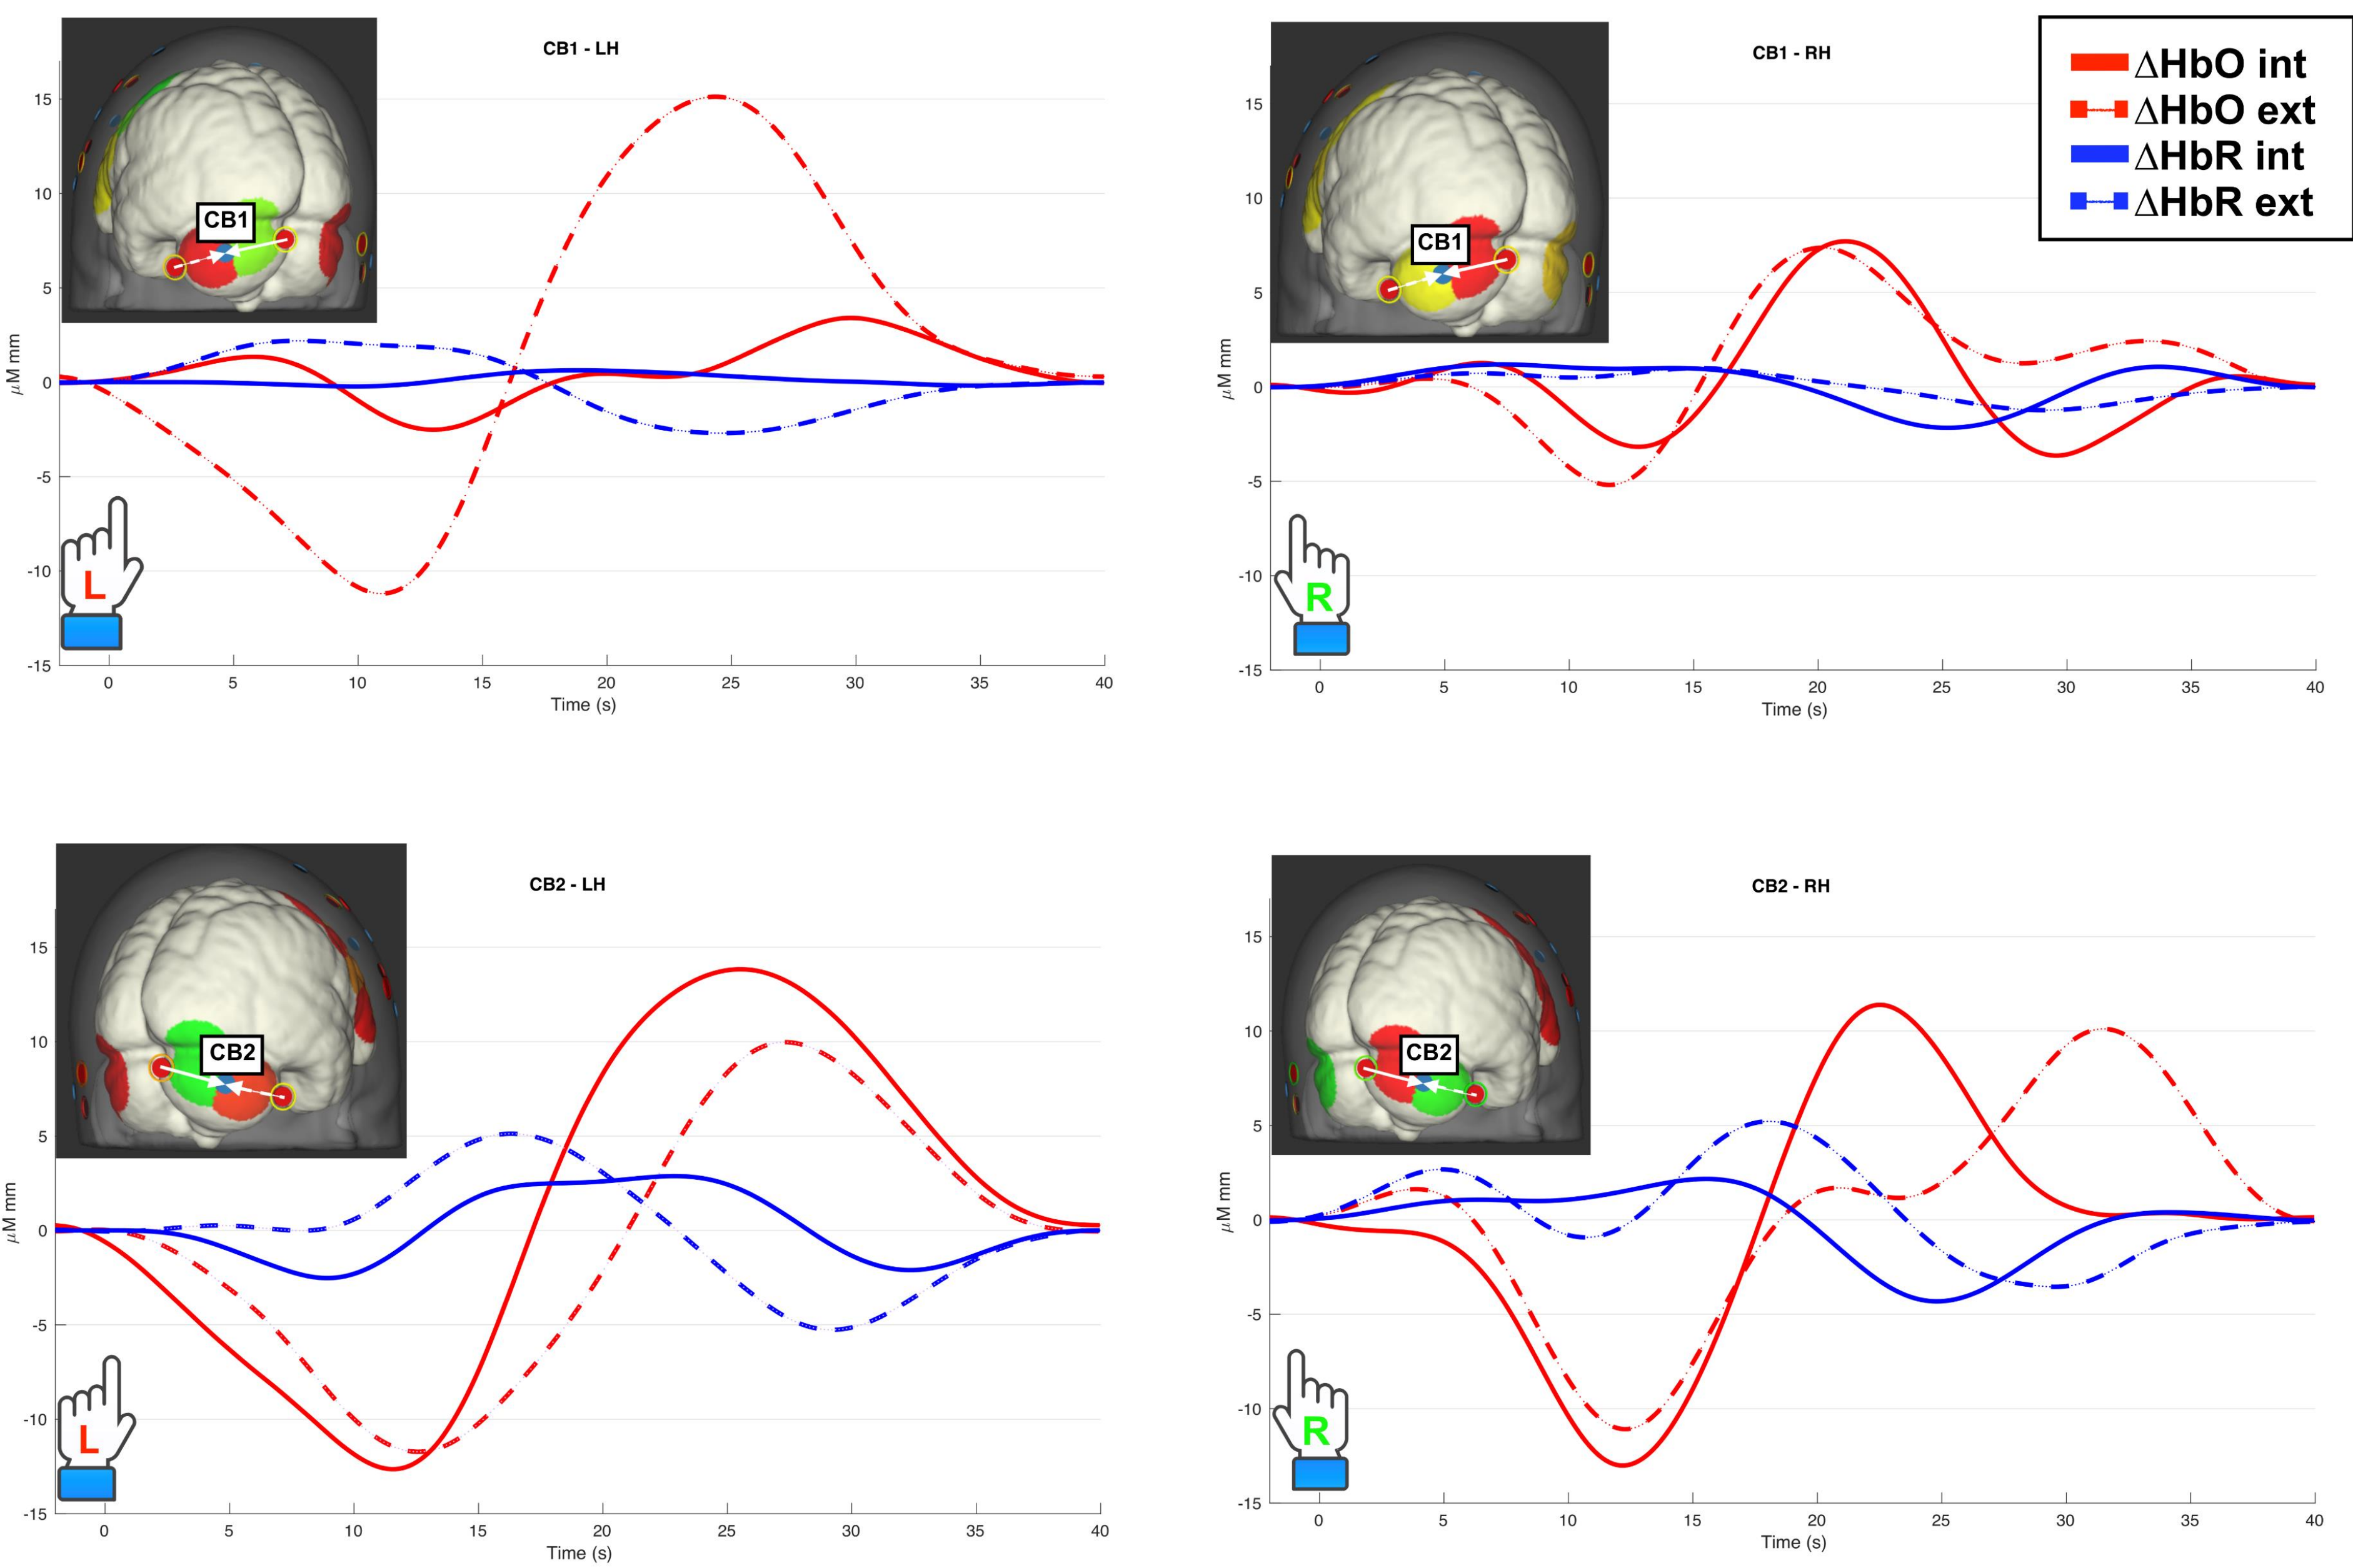 CB1 - LH
CB1 - RH
ΔHbO int
ΔHbO ext
ΔHbR int
ΔHbR ext
CB1
CB1
15
10
5
0
-5
-10
-15
μM mm
L
0 5 10 15 20 25 30 35 40
Time (s)
15
10
5
0
-5
-10
-15
μM mm
R
0 5 10 15 20 25 30 35 40
Time (s)
CB2 - LH
CB2
15
10
5
0
-5
-10
-15
μM mm
L
0 5 10 15 20 25 30 35 40
Time (s)
CB2 - RH
CB2
15
10
5
0
-5
-10
-15
μM mm
R
0 5 10 15 20 25 30 35 40
Time (s)